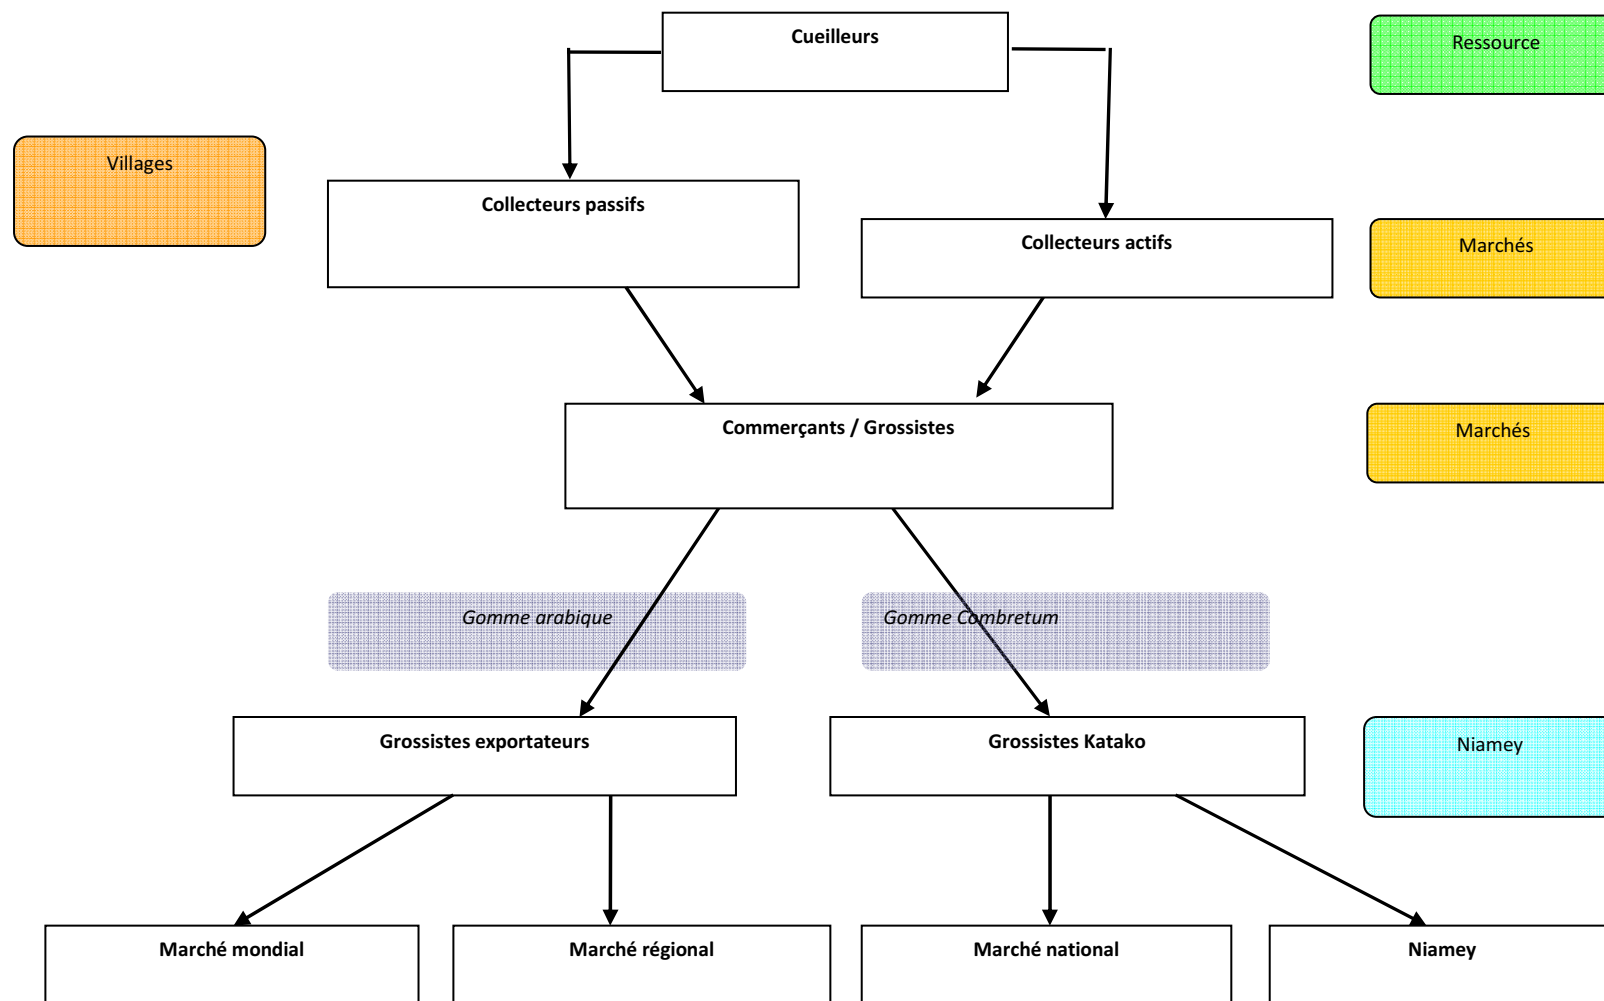 Cueilleurs
Ressource
Villages
Collecteurs passifs
Collecteurs actifs
Marchés
Commerçants / Grossistes
Marchés
Gomme arabique
Gomme Combretum
Grossistes exportateurs
Grossistes Katako
Niamey
Marché mondial
Marché régional
Marché national
Niamey